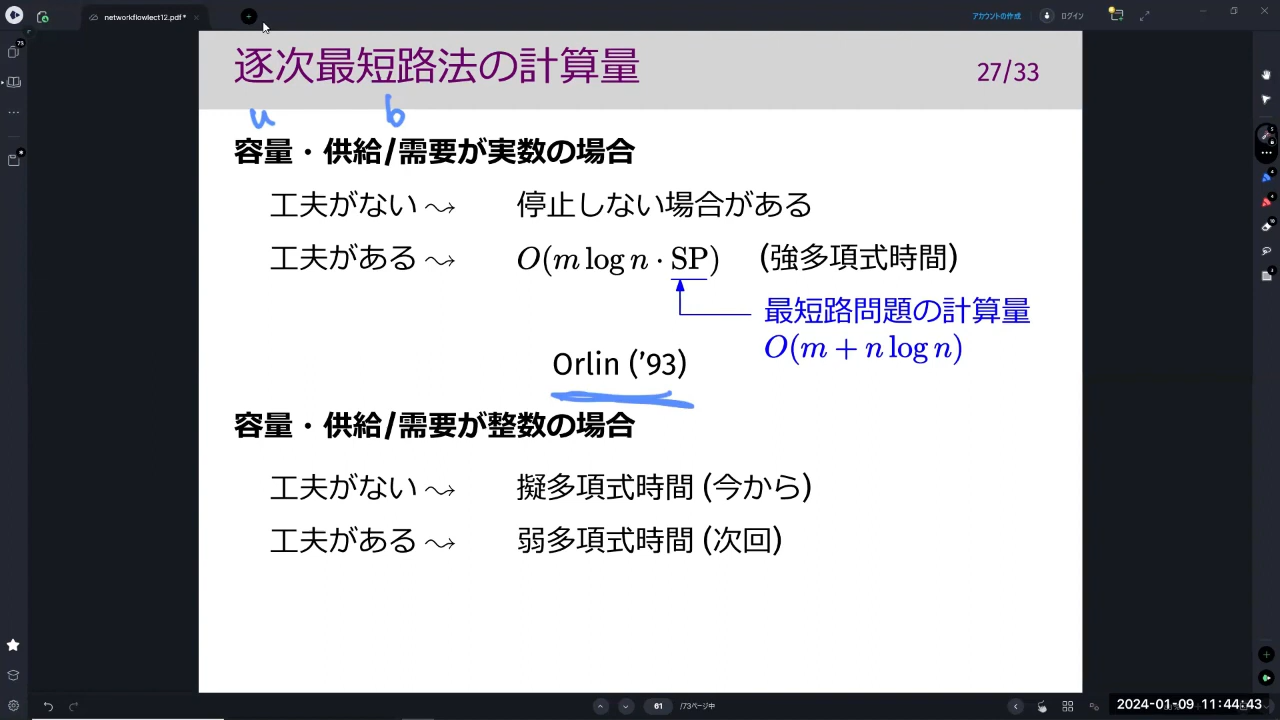 networkflowlect12.pdf*
アカウントの作成
ログイン
逐次最短路法の計算量
27/33
u b
容量・供給/需要が実数の場合
工夫がない ⤳ 停止しない場合がある
工夫がある ⤳ O(m log n · SP) (強多項式時間)
最短路問題の計算量
O(m + n log n)
Orlin (’93)
容量・供給/需要が整数の場合
工夫がない ⤳ 擬多項式時間 (今から)
工夫がある ⤳ 弱多項式時間 (次回)
61 /73ページ中
2024-01-09 11:44:43